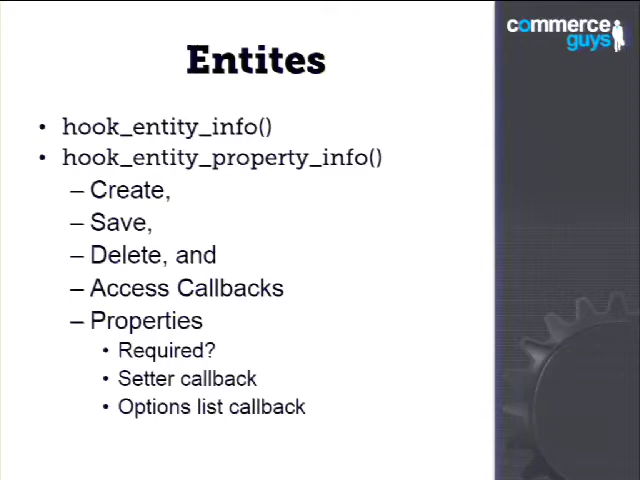 commerce
guys
Entites
• hook_entity_info()
• hook_entity_property_info()
– Create,
– Save,
– Delete, and
– Access Callbacks
– Properties
• Required?
• Setter callback
• Options list callback